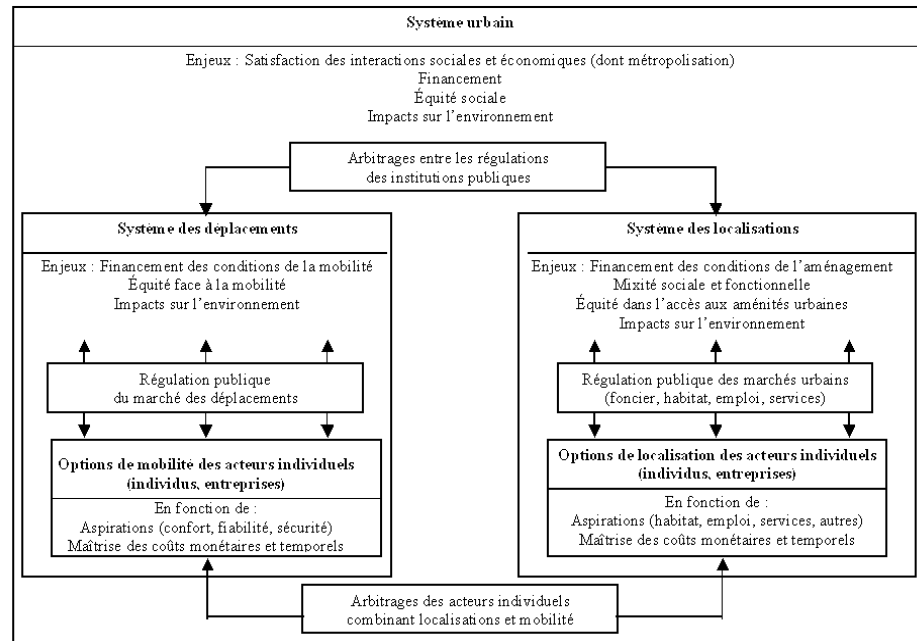 Système urbain
Enjeux : Satisfaction des interactions sociales et économiques (dont métropolisation)
Financement
Équité sociale
Impacts sur l'environnement
Arbitrages entre les régulations
des institutions publiques
Système des déplacements
Enjeux : Financement des conditions de la mobilité
Équité face à la mobilité
Impacts sur l'environnement
Régulation publique
du marché des déplacements
Options de mobilité des acteurs individuels
(individus, entreprises)
En fonction de :
Aspirations (confort, fiabilité, sécurité)
Maîtrise des coûts monétaires et temporels
Système des localisations
Enjeux : Financement des conditions de l'aménagement
Mixité sociale et fonctionnelle
Équité dans l'accès aux aménités urbaines
Impacts sur l'environnement
Régulation publique des marchés urbains
(foncier, habitat, emploi, services)
Options de localisation des acteurs individuels
(individus, entreprises)
En fonction de :
Aspirations (habitat, emploi, services, autres)
Maîtrise des coûts monétaires et temporels
Arbitrages des acteurs individuels
combinant localisations et mobilité